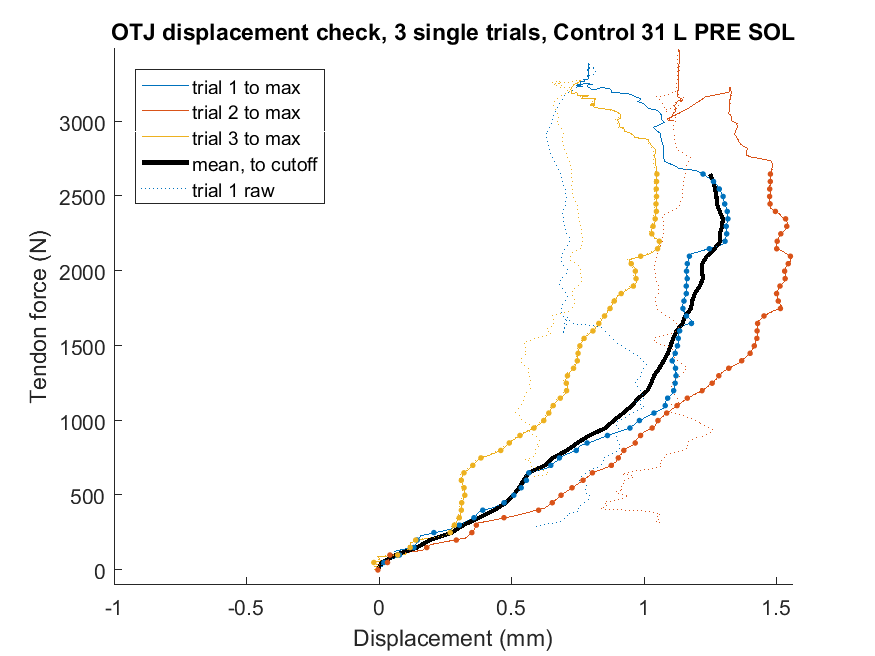 OTJ displacement check, 3 single trials, Control 31 L PRE SOL
trial 1 to max
trial 2 to max
trial 3 to max
mean, to cutoff
trial 1 raw
Tendon force (N)
3000
2500
2000
1500
1000
500
0
-1
-0.5
0
0.5
1
1.5
Displacement (mm)